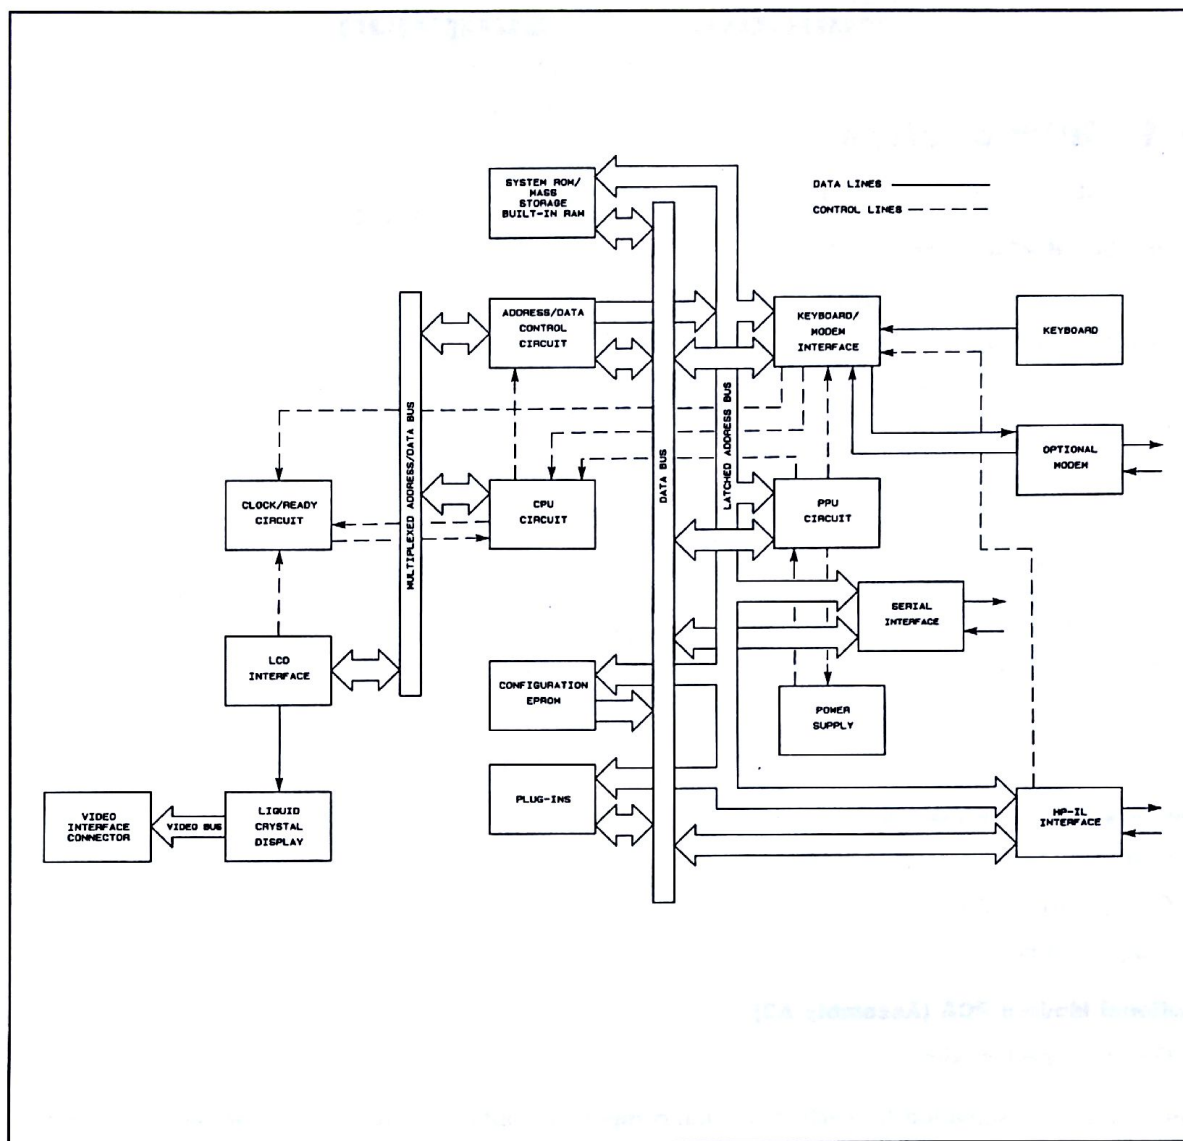 SYSTEM ROM/
MASS
STORAGE
BUILT-IN RAM
DATA LINES
CONTROL LINES
ADDRESS/DATA
CONTROL
CIRCUIT
KEYBOARD/
MODEM
INTERFACE
KEYBOARD
MULTIPLEXED ADDRESS/DATA BUS
DATA BUS
LATCHED ADDRESS BUS
OPTIONAL
MODEM
CLOCK/READY
CIRCUIT
CPU
CIRCUIT
PPU
CIRCUIT
SERIAL
INTERFACE
LCD
INTERFACE
CONFIGURATION
EPROM
POWER
SUPPLY
PLUG-INS
VIDEO
INTERFACE
CONNECTOR
VIDEO BUS
LIQUID
CRYSTAL
DISPLAY
HP-IL
INTERFACE